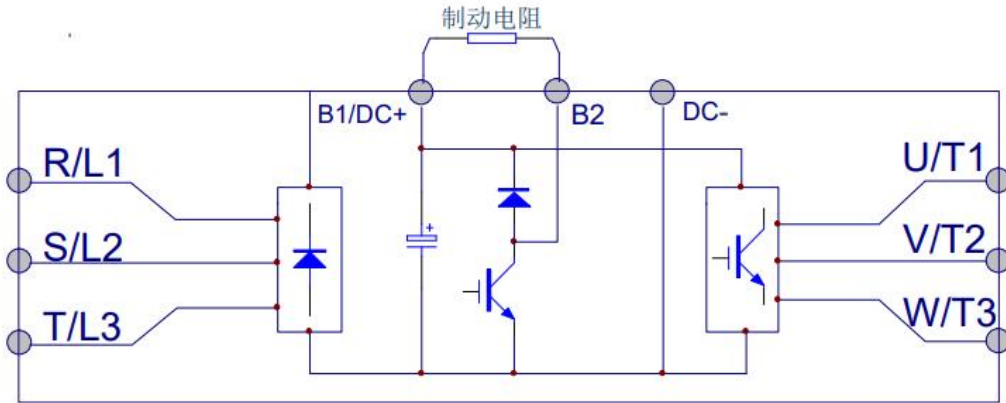 制动电阻
B1/DC+
B2
DC-
R/L1
S/L2
T/L3
U/T1
V/T2
W/T3
+